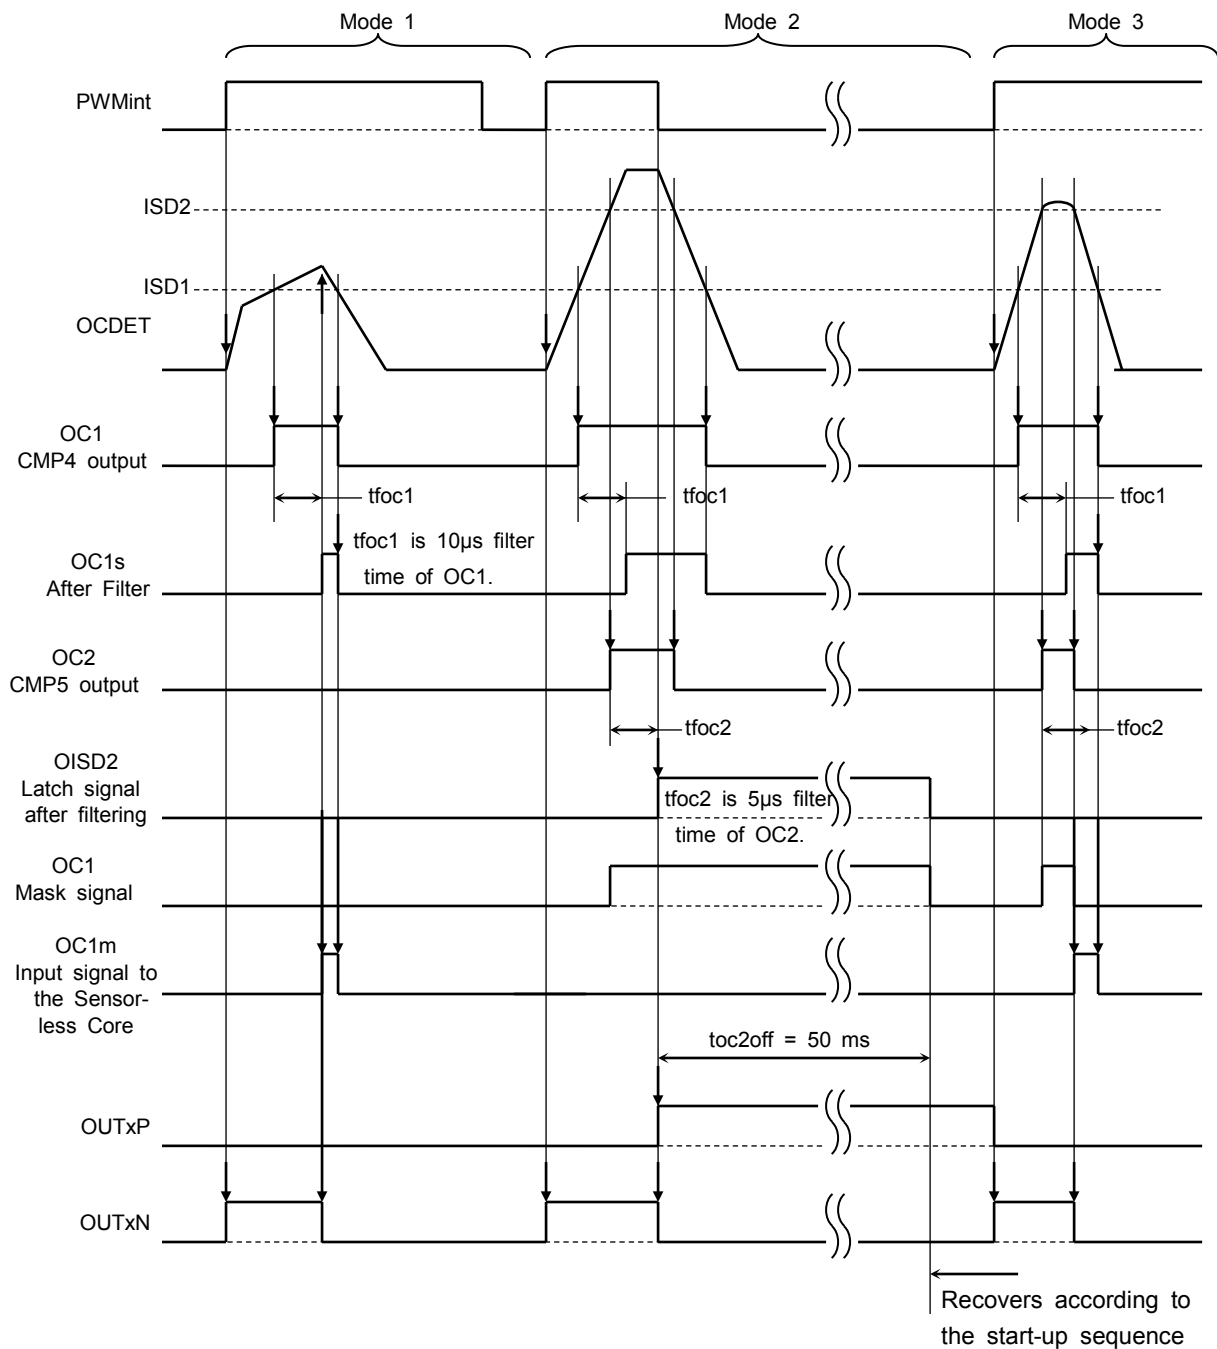 Mode 1
Mode 2
Mode 3
PWMint
ISD2
ISD1
OCDET
OC1
CMP4 output
tfoc1
tfoc1
tfoc1
tfoc1 is 10µs filter
time of OC1.
OC1s
After Filter
OC2
CMP5 output
tfoc2
tfoc2
OISD2
Latch signal
after filtering
tfoc2 is 5µs filter
time of OC2.
OC1
Mask signal
OC1m
Input signal to
the Sensor-
less Core
toc2off = 50 ms
OUTxP
OUTxN
Recovers according to
the start-up sequence